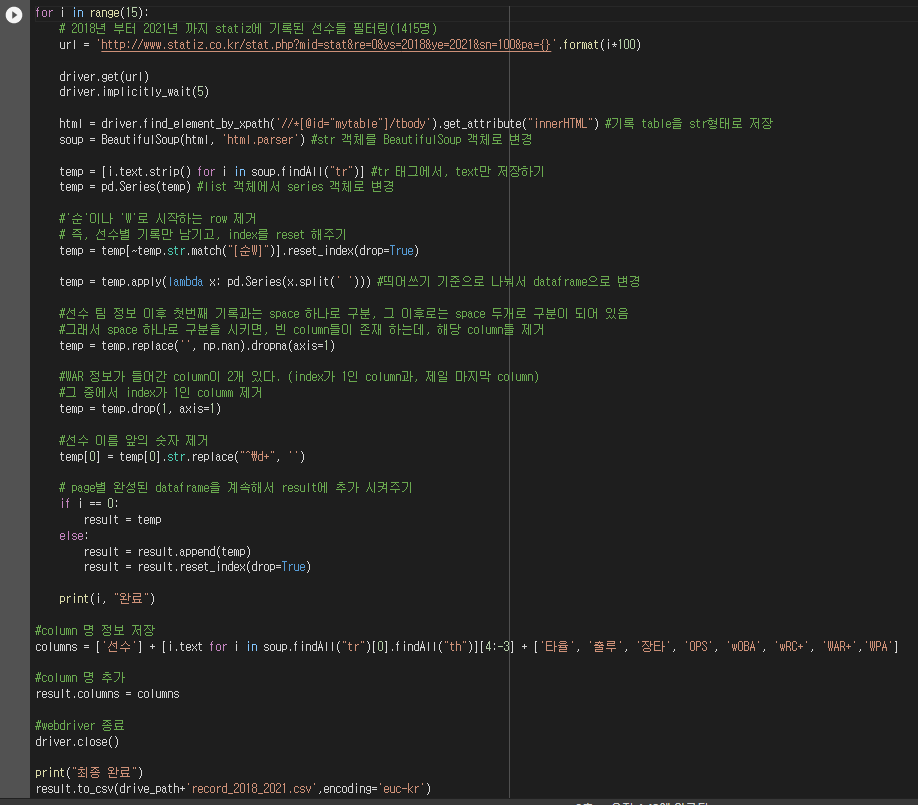 for i in range(15):
    # 2018년 부터 2021년 까지 statiz에 기록된 선수들 필터링(1415명)
    url = 'http://www.statiz.co.kr/stat.php?mid=stat&re=0&ys=2018&ye=2021&sn=100&pa={}'.format(i*100)
    driver.get(url)
    driver.implicitly_wait(5)
    html = driver.find_element_by_xpath('//*[@id="mytable"]/tbody').get_attribute("innerHTML") #기록 table을 str형태로 저장
    soup = BeautifulSoup(html, 'html.parser') #str 객체를 BeautifulSoup 객체로 변경
    temp = [i.text.strip() for i in soup.findAll("tr")] #tr 태그에서, text만 저장하기
    temp = pd.Series(temp) #list 객체에서 series 객체로 변경
    #'순'이나 'W'로 시작하는 row 제거
    # 즉, 선수별 기록만 남기고, index를 reset 해주기
    temp = temp[~temp.str.match("[순W]")].reset_index(drop=True)
    temp = temp.apply(lambda x: pd.Series(x.split(' '))) #띄어쓰기 기준으로 나눠서 dataframe으로 변경
    #선수 팀 정보 이후 첫번째 기록과는 space 하나로 구분, 그 이후로는 space 두개로 구분이 되어 있음
    #그래서 space 하나로 구분을 시키면, 빈 column들이 존재 하는데, 해당 column들 제거
    temp = temp.replace('', np.nan).dropna(axis=1)
    #WAR 정보가 들어간 column이 2개 있다. (index가 1인 column과, 제일 마지막 column)
    #그 중에서 index가 1인 columm 제거
    temp = temp.drop(1, axis=1)
    #선수 이름 앞의 숫자 제거
    temp[0] = temp[0].str.replace("^₩d+", '')
    # page별 완성된 dataframe을 계속해서 result에 추가 시켜주기
    if i == 0:
        result = temp
    else:
        result = result.append(temp)
        result = result.reset_index(drop=True)
    print(i, "완료")
#column 명 정보 저장
columns = ['선수'] + [i.text for i in soup.findAll("tr")[0].findAll("th")][4:-3] + ['타율', '출루', '장타', 'OPS', 'wOBA', 'wRC+', 'WAR+','WPA']
#column 명 추가
result.columns = columns
#webdriver 종료
driver.close()
print("최종 완료")
result.to_csv(drive_path+'record_2018_2021.csv',encoding='euc-kr')